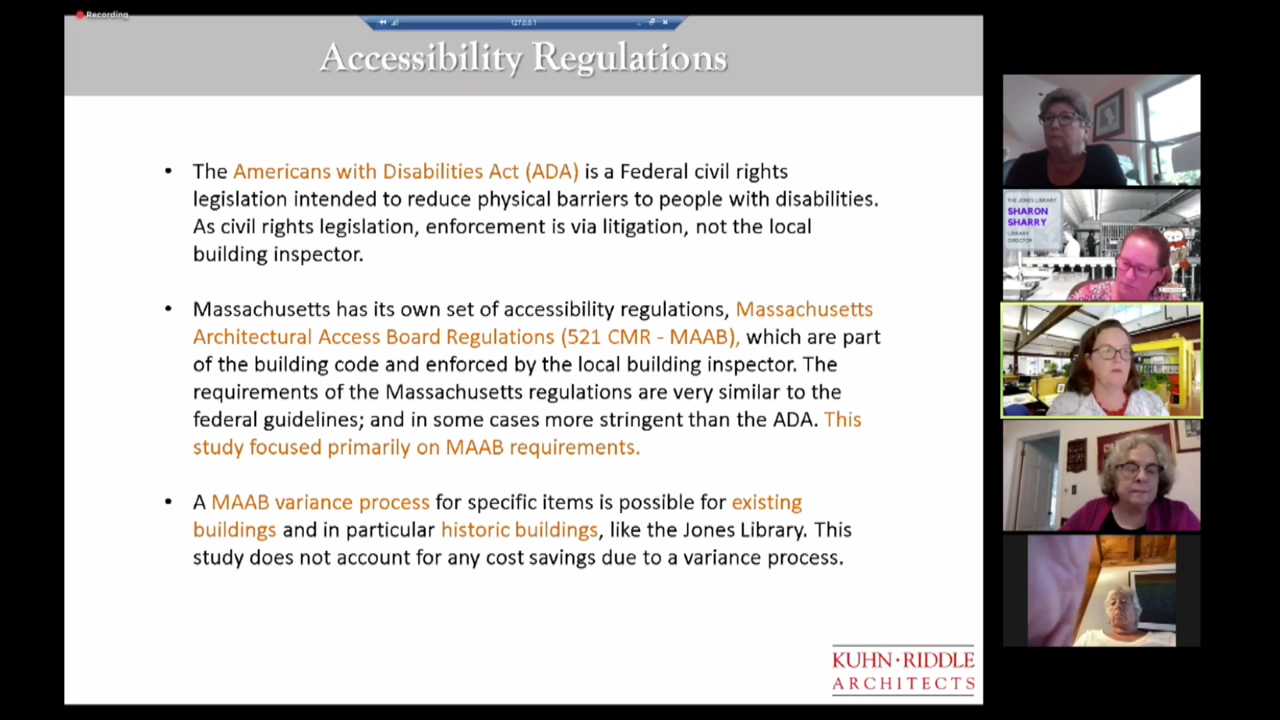 Recording
127.0.0.1
Accessibility Regulations
• The Americans with Disabilities Act (ADA) is a Federal civil rights
legislation intended to reduce physical barriers to people with disabilities.
As civil rights legislation, enforcement is via litigation, not the local
building inspector.
• Massachusetts has its own set of accessibility regulations, Massachusetts
Architectural Access Board Regulations (521 CMR - MAAB), which are part
of the building code and enforced by the local building inspector. The
requirements of the Massachusetts regulations are very similar to the
federal guidelines; and in some cases more stringent than the ADA. This
study focused primarily on MAAB requirements.
• A MAAB variance process for specific items is possible for existing
buildings and in particular historic buildings, like the Jones Library. This
study does not account for any cost savings due to a variance process.
KUHN · RIDDLE
ARCHITECTS
THE JONES LIBRARY
SHARON
SHARRY
LIBRARY
DIRECTOR